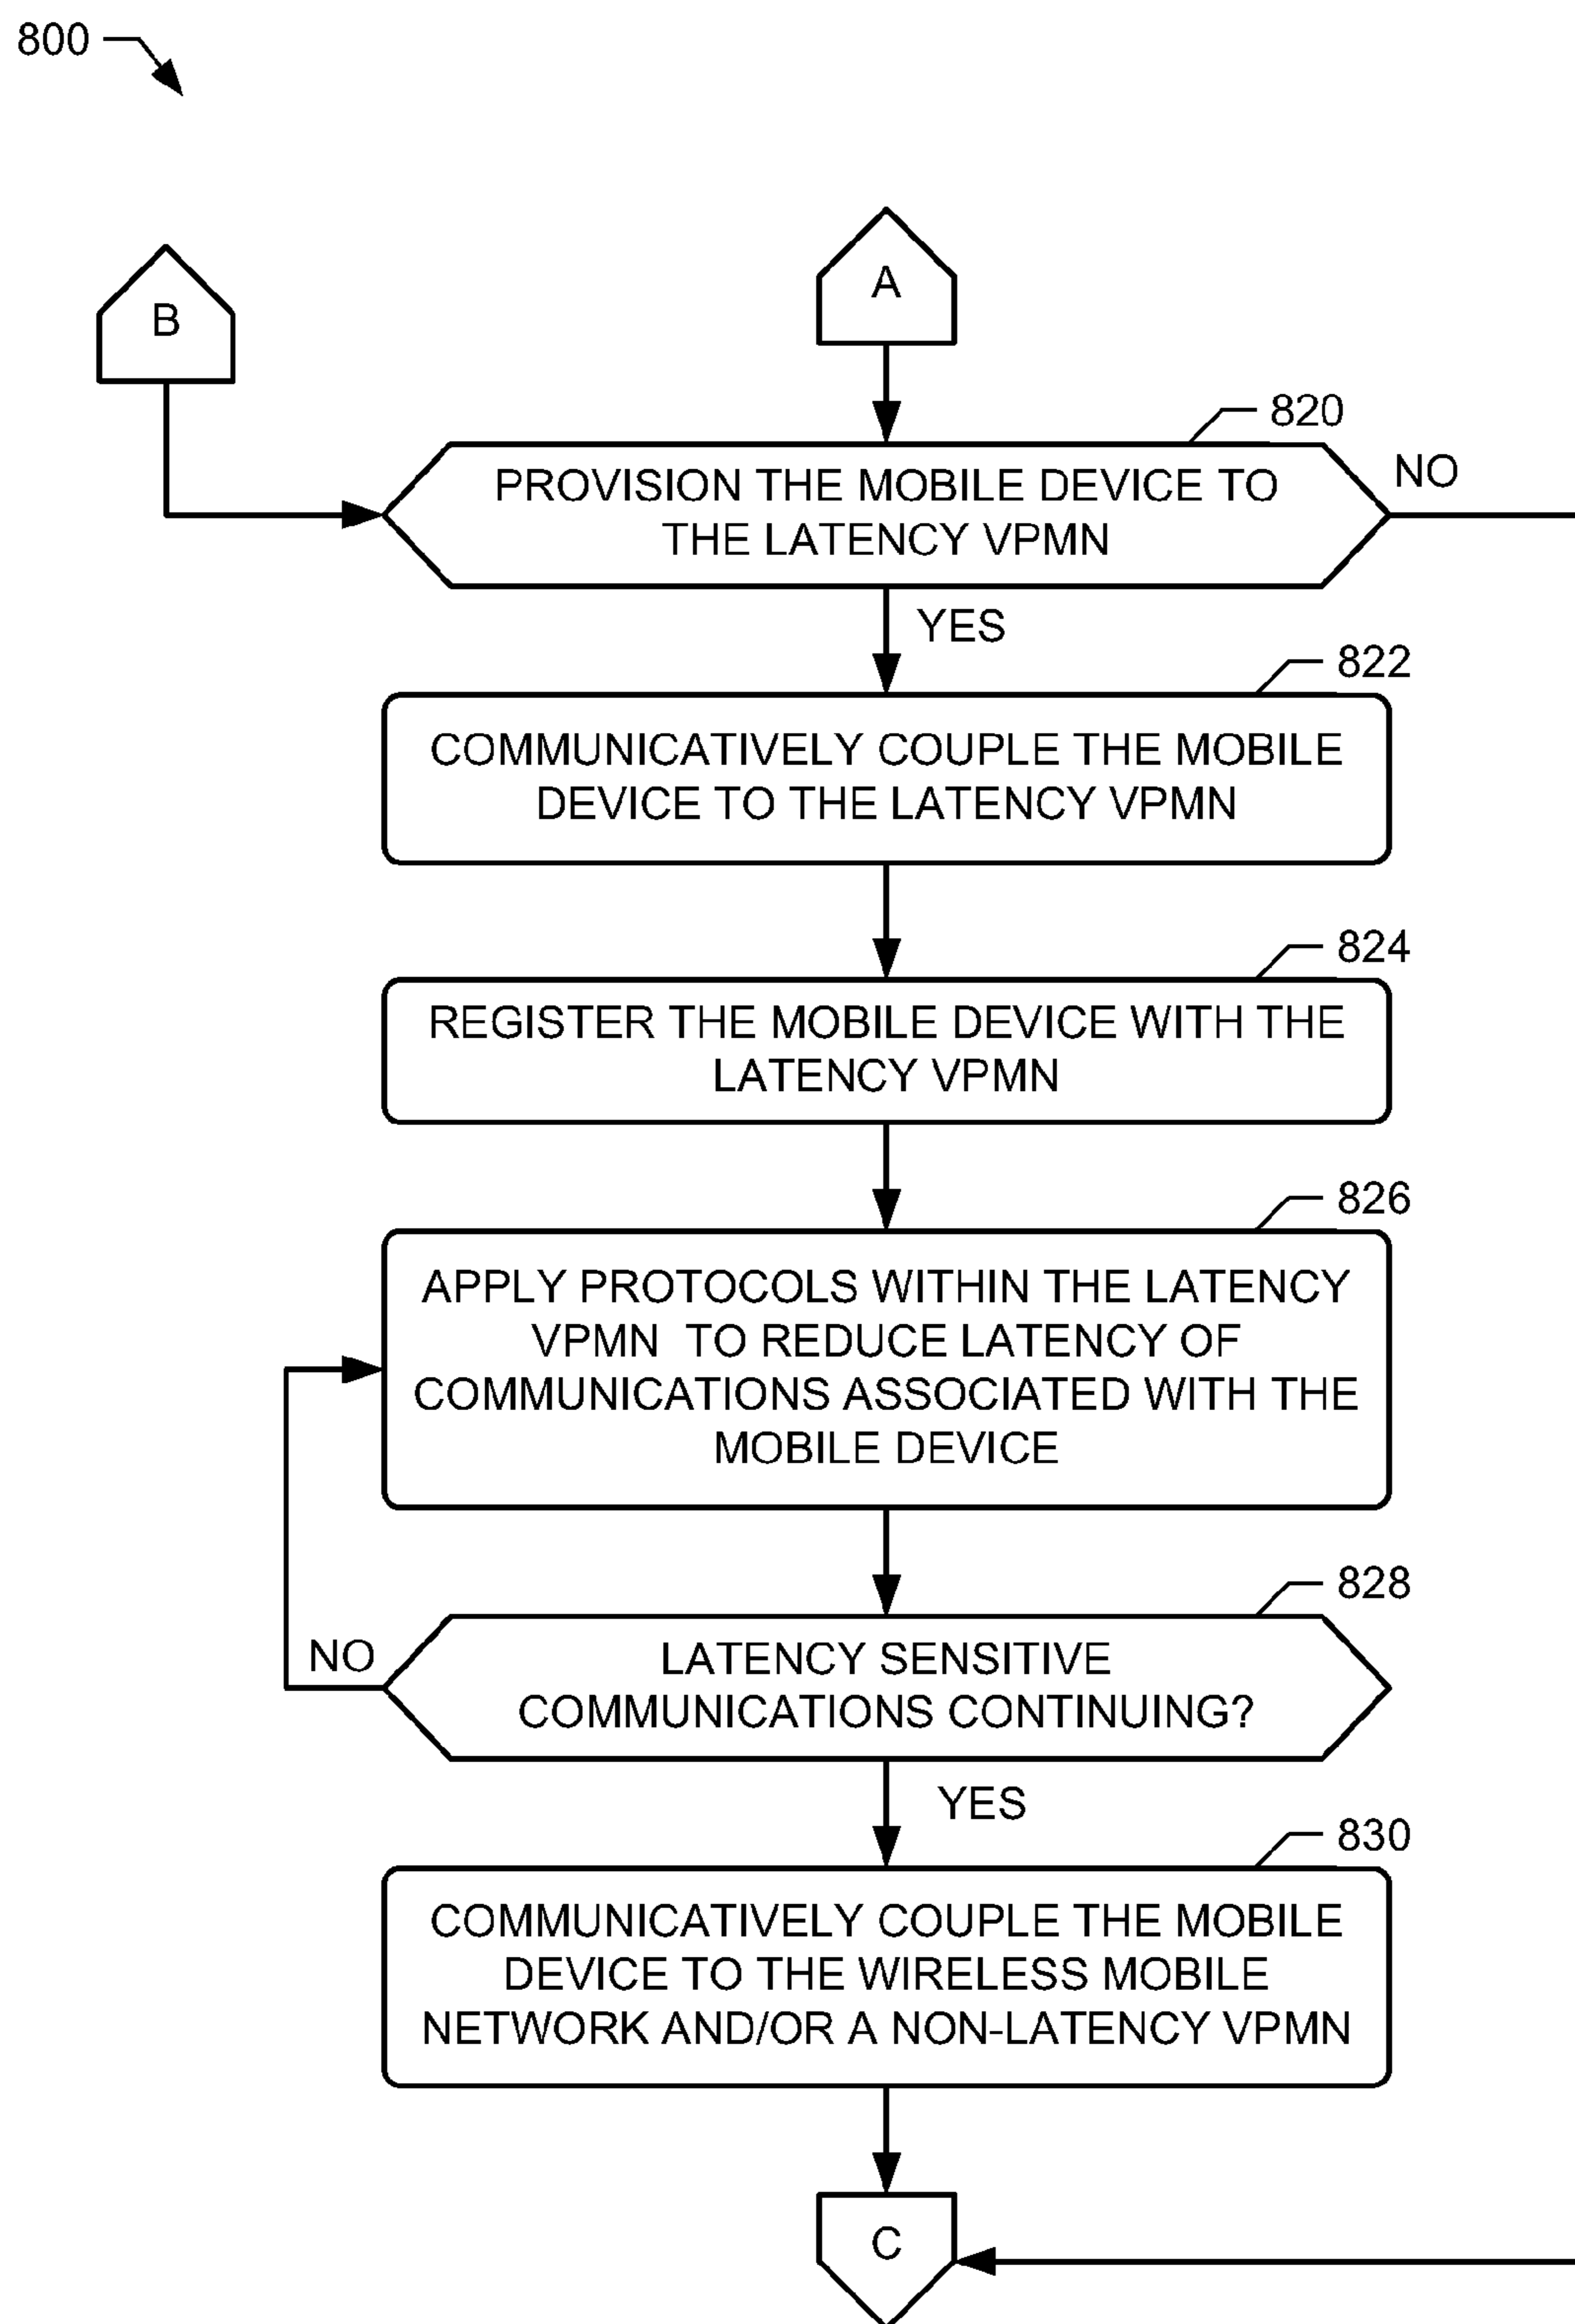 800
B
A
820
PROVISION THE MOBILE DEVICE TO
THE LATENCY VPMN
NO
YES
822
COMMUNICATIVELY COUPLE THE MOBILE
DEVICE TO THE LATENCY VPMN
824
REGISTER THE MOBILE DEVICE WITH THE
LATENCY VPMN
826
APPLY PROTOCOLS WITHIN THE LATENCY
VPMN TO REDUCE LATENCY OF
COMMUNICATIONS ASSOCIATED WITH THE
MOBILE DEVICE
828
NO
LATENCY SENSITIVE
COMMUNICATIONS CONTINUING?
YES
830
COMMUNICATIVELY COUPLE THE MOBILE
DEVICE TO THE WIRELESS MOBILE
NETWORK AND/OR A NON-LATENCY VPMN
C